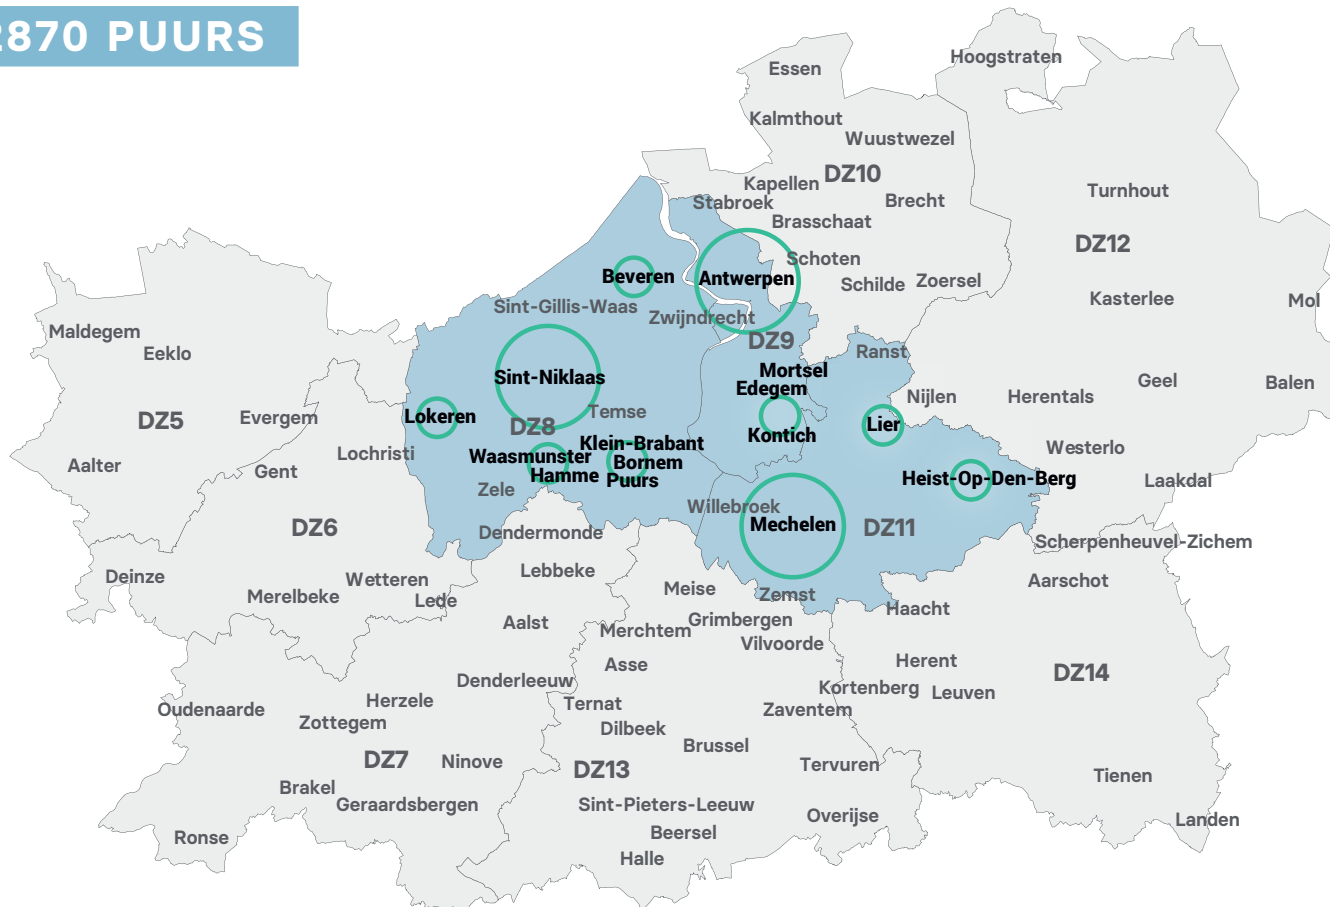 2870 PUURS
Hoogstraten
Essen
Kalmthout
Wuustwezel
DZ10
Kapellen
Stabroek
Brecht
Brasschaat
Turnhout
DZ12
Schoten
Schilde
Zoersel
Kasterlee
Mol
Beveren
Antwerpen
Sint-Gillis-Waas
Zwijndrecht
DZ9
Ranst
Maldegem
Eeklo
Mortsel
Edegem
Sint-Niklaas
Nijlen
Herentals
Geel
Balen
DZ5
Evergem
Lokeren
DZ8
Temse
Kontich
Lier
Westerlo
Lochristi
Klein-Brabant
Bornem
Puurs
Waasmunster
Hamme
Aalter
Gent
Zele
Heist-Op-Den-Berg
Laakdal
Willebroek
Mechelen
DZ11
DZ6
Dendermonde
Scherpenheuvel-Zichem
Deinze
Wetteren
Merelbeke
Lede
Lebbeke
Meise
Zemst
Aarschot
Haacht
Aalst
Merchtem
Grimbergen
Vilvoorde
Asse
Herent
DZ14
Denderleeuw
Kortenberg
Leuven
Oudenaarde
Herzele
Zottegem
Ternat
Dilbeek
Zaventem
Brussel
DZ7
Ninove
DZ13
Tervuren
Tienen
Brakel
Geraardsbergen
Sint-Pieters-Leeuw
Overijse
Landen
Ronse
Beersel
Halle